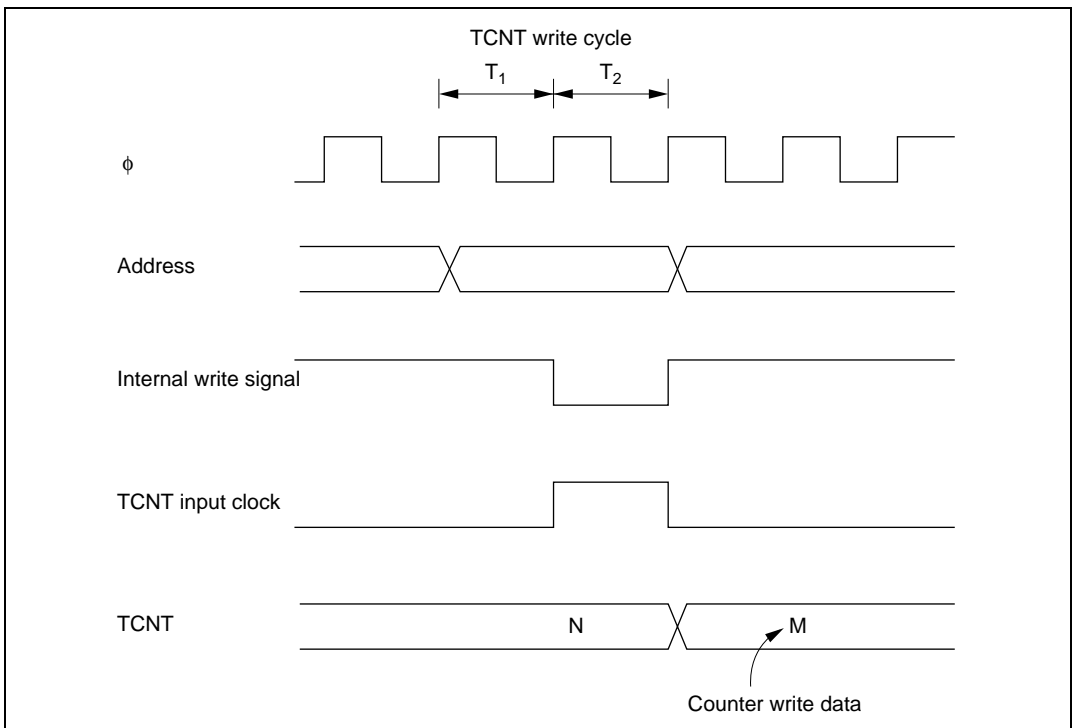 TCNT write cycle
T1 T2
ϕ
Address
Internal write signal
TCNT input clock
TCNT N M
Counter write data